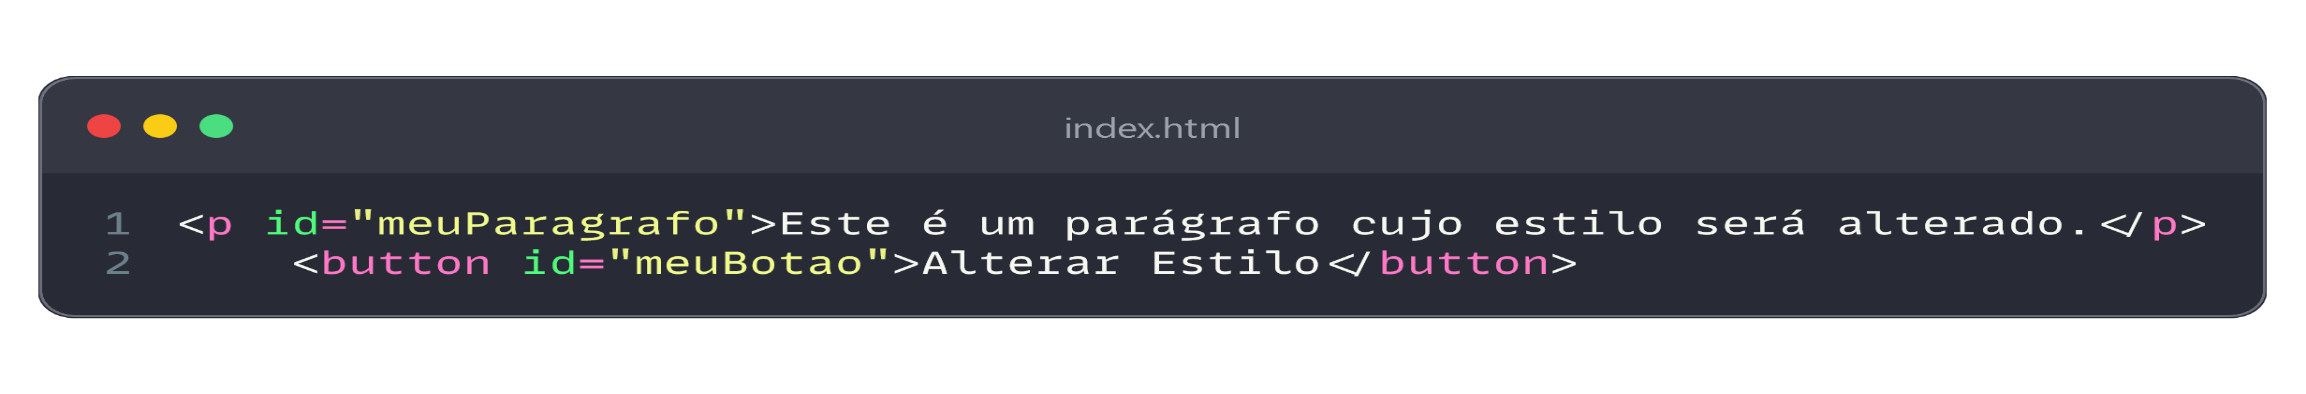 index.html
1 <p id="meuParagrafo">Este é um parágrafo cujo estilo será alterado.</p>
2     <button id="meuBotao">Alterar Estilo</button>